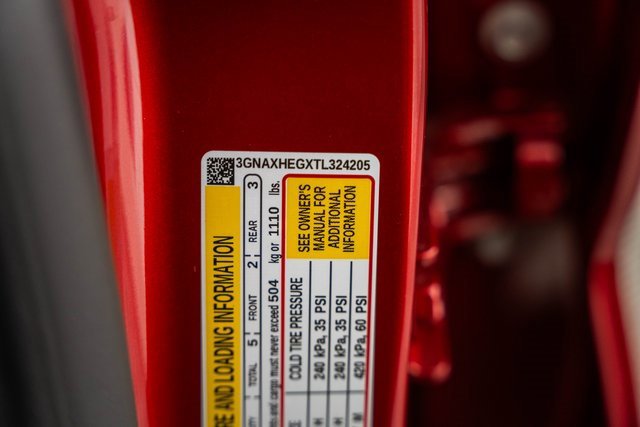 3GNAXHEGXTL324205
RE AND LOADING INFORMATION
TOTAL 5 FRONT 2 REAR 3
and cargo must never exceed 504 kg or 1110 lbs.
COLD TIRE PRESSURE
240 kPa, 35 PSI
240 kPa, 35 PSI
420 kPa, 60 PSI
SEE OWNER'S
MANUAL FOR
ADDITIONAL
INFORMATION